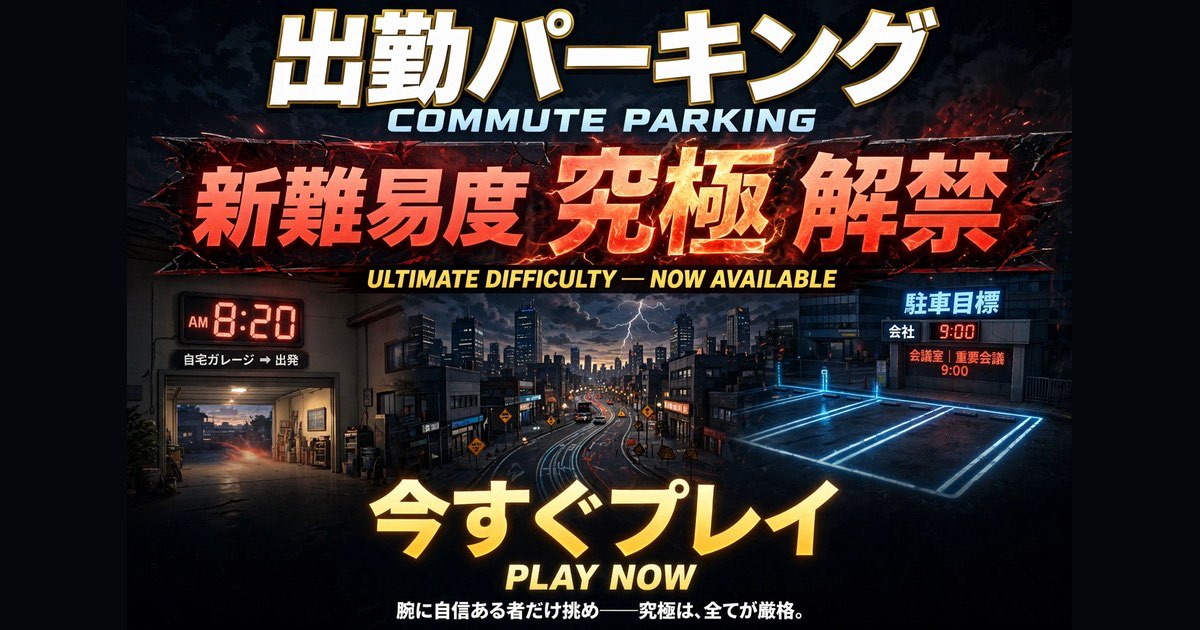 出勤パーキング
COMMUTE PARKING
新難易度 究極 解禁
ULTIMATE DIFFICULTY — NOW AVAILABLE
AM 8:20
自宅ガレージ ➡ 出発
駐車目標
会社 9:00
会議室｜重要会議
9:00
今すぐプレイ
PLAY NOW
腕に自信ある者だけ挑め――究極は、全てが厳格。